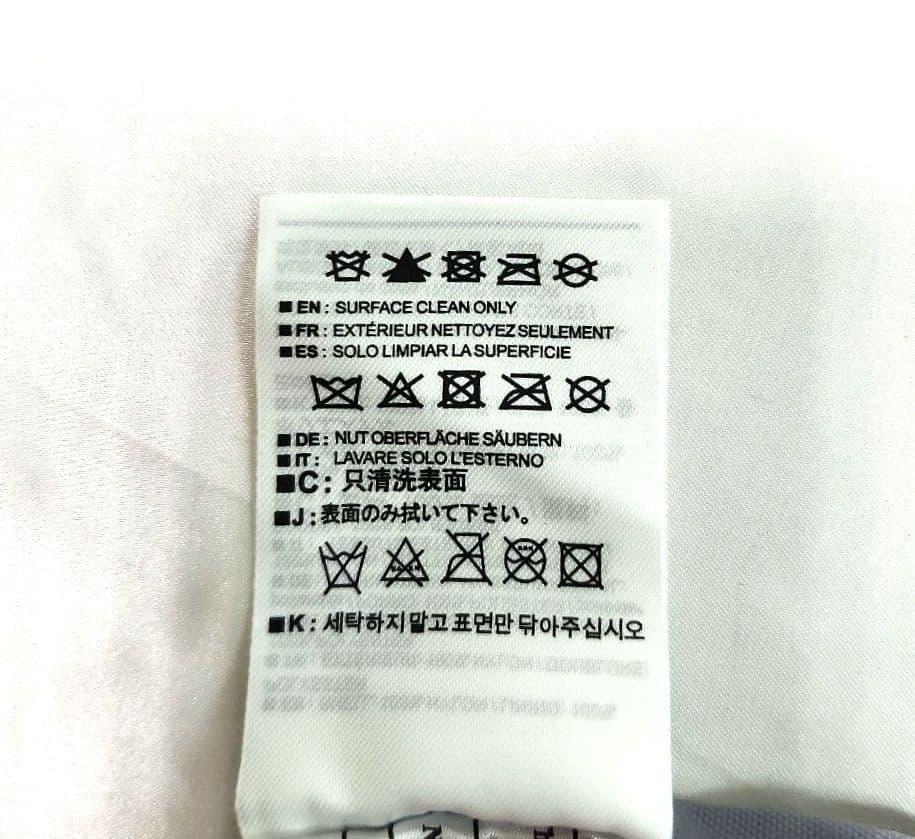 EN: SURFACE CLEAN ONLY
FR: EXTÉRIEUR NETTOYEZ SEULEMENT
ES: SOLO LIMPIAR LA SUPERFICIE
DE: NUT OBERFLÄCHE SÄUBERN
IT: LAVARE SOLO L'ESTERNO
C: 只清洗表面
J: 表面のみ拭いて下さい。
K: 세탁하지말고 표면만 닦아주십시오